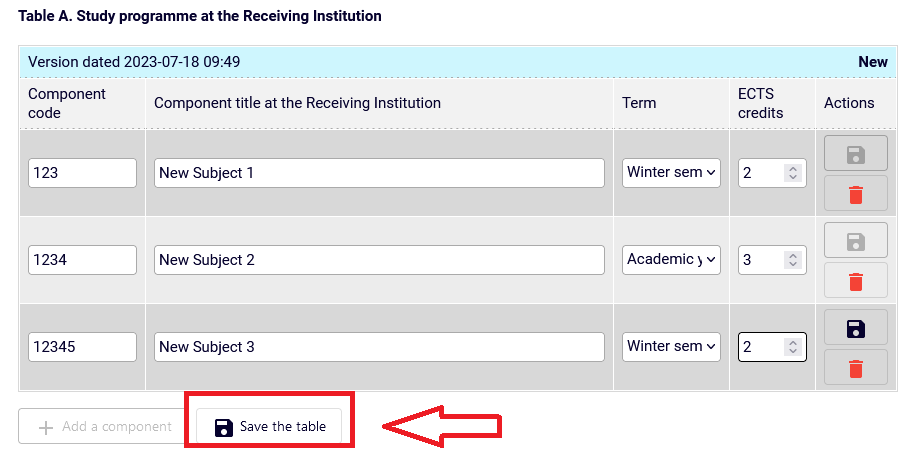 Table A. Study programme at the Receiving Institution
Version dated 2023-07-18 09:49 New
Component code Component title at the Receiving Institution Term ECTS credits Actions
123 New Subject 1 Winter sem 2
1234 New Subject 2 Academic y 3
12345 New Subject 3 Winter sem 2
Add a component Save the table